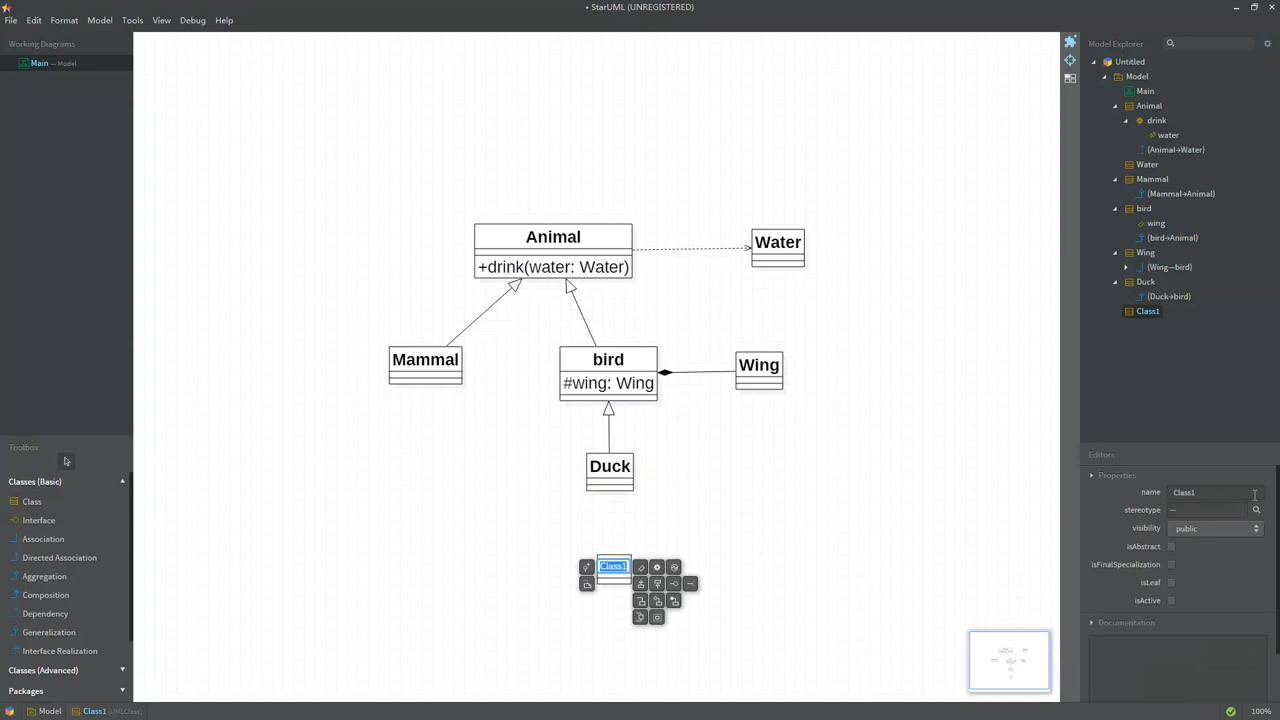 • StarUML (UNREGISTERED)
File Edit Format Model Tools View Debug Help
Working Diagrams
Main — Model
Toolbox
Classes (Basic)
Class
Interface
Association
Directed Association
Aggregation
Composition
Dependency
Generalization
Interface Realization
Classes (Advanced)
Packages
Animal
+drink(water: Water)
Water
Mammal
bird
#wing: Wing
Wing
Duck
Class1
Model Explorer
Untitled
Model
Main
Animal
drink
water
(Animal→Water)
Water
Mammal
(Mammal→Animal)
bird
wing
(bird→Animal)
Wing
(Wing—bird)
Duck
(Duck→bird)
Class1
Editors
Properties
name Class1
stereotype —
visibility public
isAbstract
isFinalSpecialization
isLeaf
isActive
Documentation
Model Class1 [UMLClass]
100%